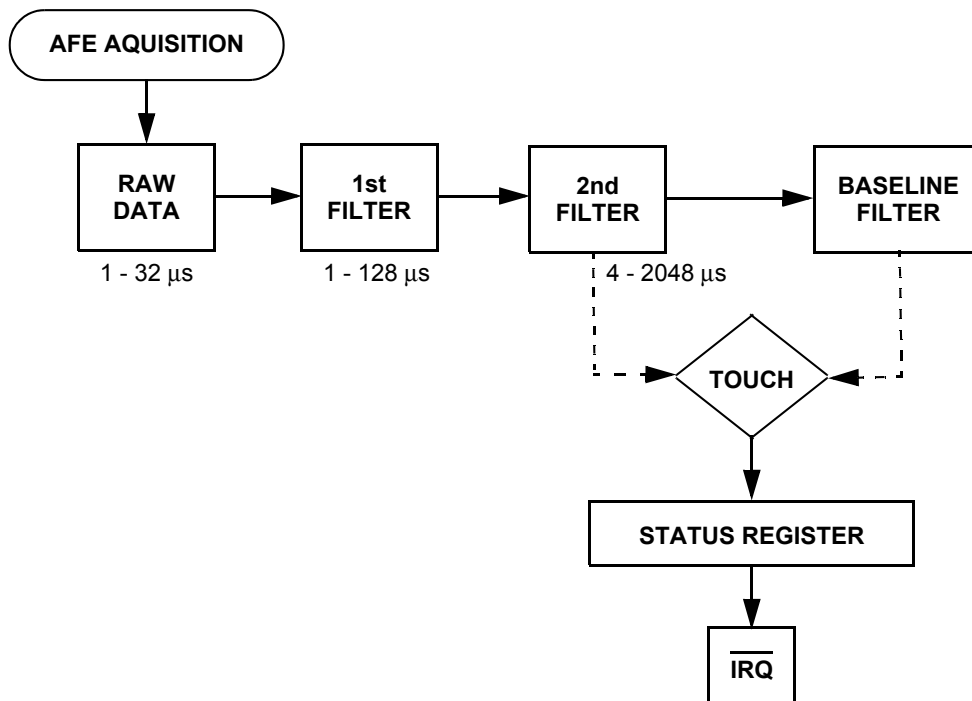 AFE AQUISITION
RAW
DATA
1st
FILTER
2nd
FILTER
BASELINE
FILTER
1 - 32 μs
1 - 128 μs
4 - 2048 μs
TOUCH
STATUS REGISTER
IRQ